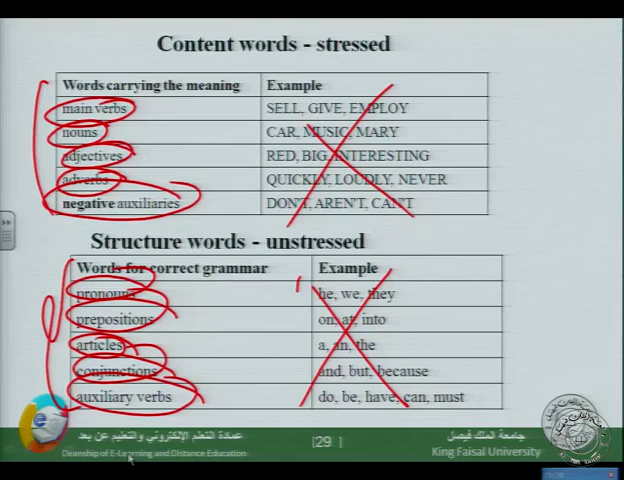 Content words - stressed
Words carrying the meaning Example
main verbs SELL, GIVE, EMPLOY
nouns CAR, MUSIC, MARY
adjectives RED, BIG, INTERESTING
adverbs QUICKLY, LOUDLY, NEVER
negative auxiliaries DON'T, AREN'T, CAN'T
Structure words - unstressed
Words for correct grammar Example
pronouns he, we, they
prepositions on, at, into
articles a, an, the
conjunctions and, but, because
auxiliary verbs do, be, have, can, must
عمادة التعلم الإلكتروني والتعليم عن بعد
Deanship of E-Learning and Distance Education
[29]
جامعة الملك فيصل
King Faisal University